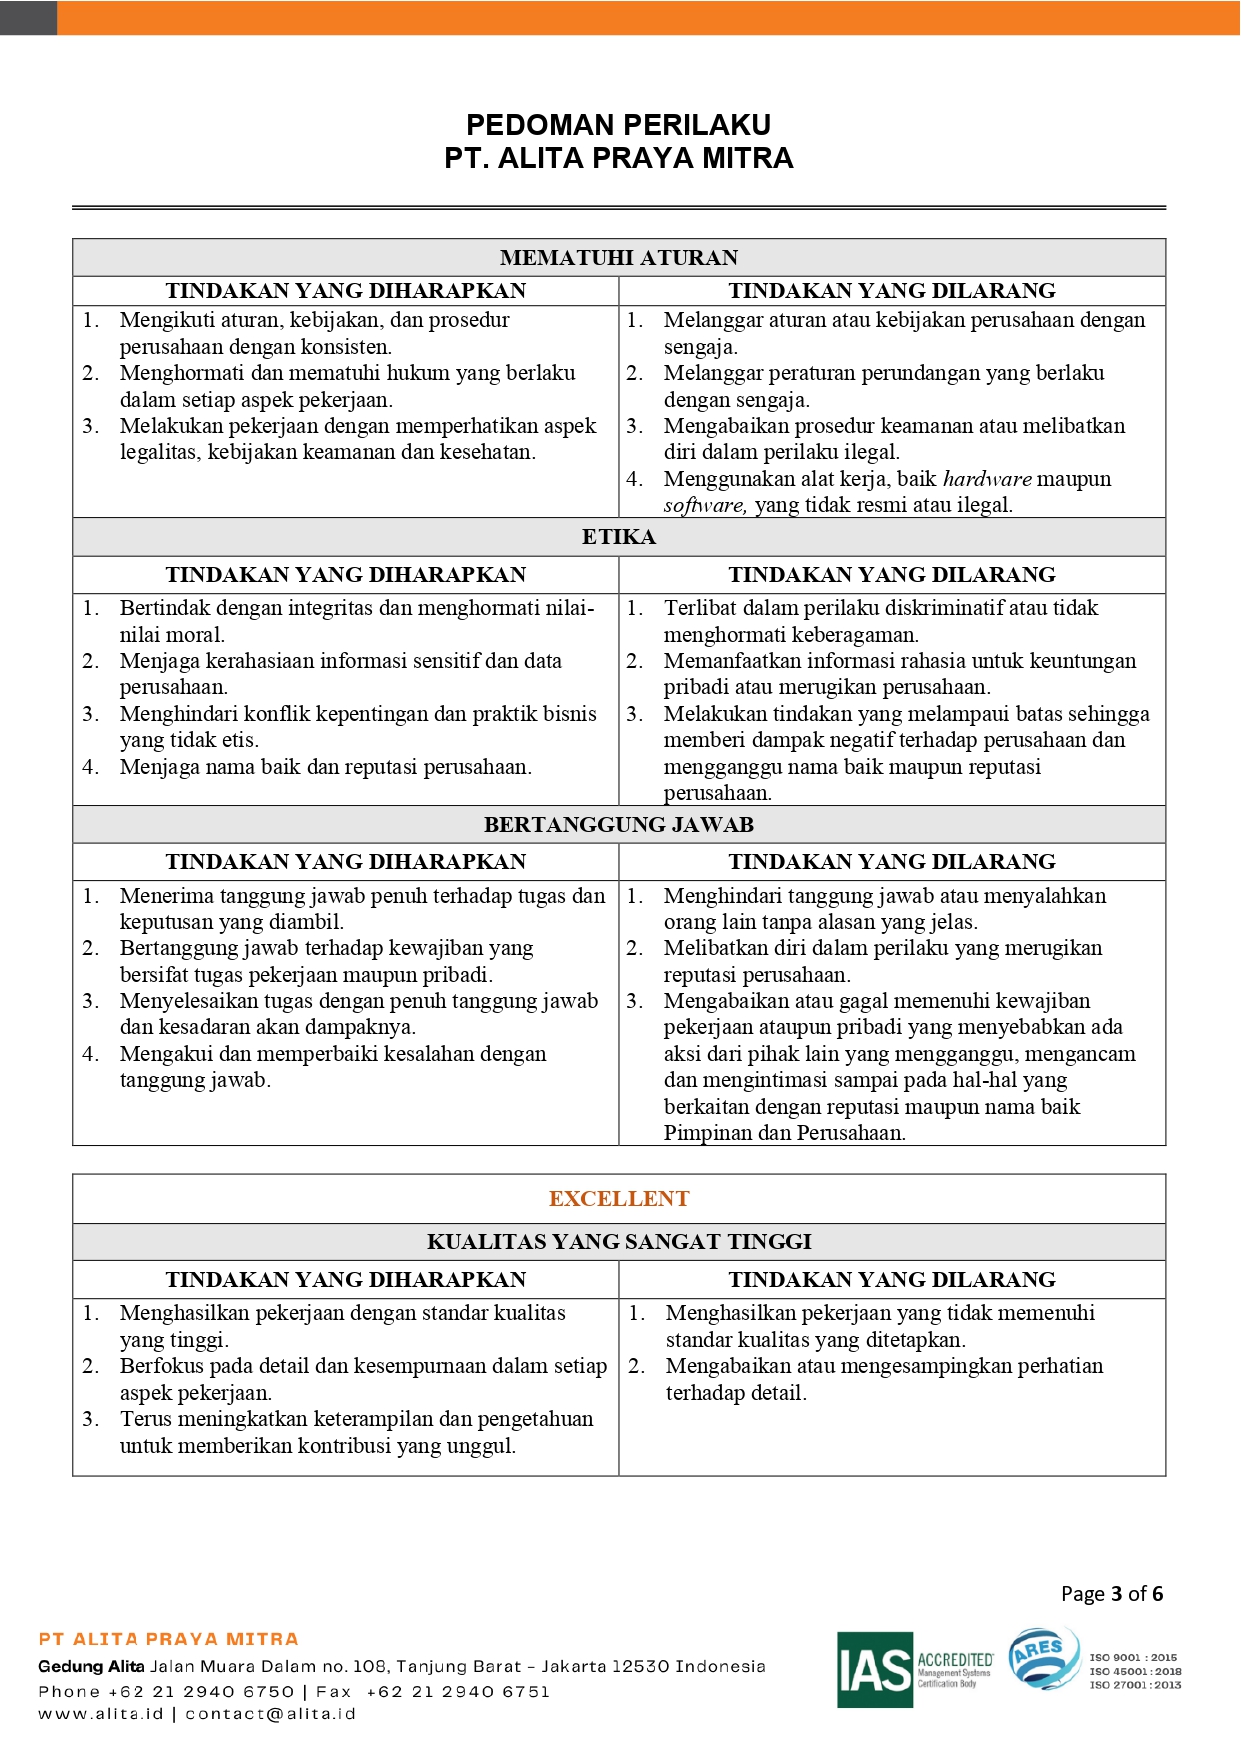 PEDOMAN PERILAKU
PT. ALITA PRAYA MITRA
MEMATUHI ATURAN
TINDAKAN YANG DIHARAPKAN
1. Mengikuti aturan, kebijakan, dan prosedur
perusahaan dengan konsisten.
2. Menghormati dan mematuhi hukum yang berlaku
dalam setiap aspek pekerjaan.
3. Melakukan pekerjaan dengan memperhatikan aspek
legalitas, kebijakan keamanan dan kesehatan.
TINDAKAN YANG DILARANG
1. Melanggar aturan atau kebijakan perusahaan dengan
sengaja.
2. Melanggar peraturan perundangan yang berlaku
dengan sengaja.
3. Mengabaikan prosedur keamanan atau melibatkan
diri dalam perilaku ilegal.
4. Menggunakan alat kerja, baik hardware maupun
software, yang tidak resmi atau ilegal.
ETIKA
TINDAKAN YANG DIHARAPKAN
1. Bertindak dengan integritas dan menghormati nilai-
nilai moral.
2. Menjaga kerahasiaan informasi sensitif dan data
perusahaan.
3. Menghindari konflik kepentingan dan praktik bisnis
yang tidak etis.
4. Menjaga nama baik dan reputasi perusahaan.
TINDAKAN YANG DILARANG
1. Terlibat dalam perilaku diskriminatif atau tidak
menghormati keberagaman.
2. Memanfaatkan informasi rahasia untuk keuntungan
pribadi atau merugikan perusahaan.
3. Melakukan tindakan yang melampaui batas sehingga
memberi dampak negatif terhadap perusahaan dan
mengganggu nama baik maupun reputasi
perusahaan.
BERTANGGUNG JAWAB
TINDAKAN YANG DIHARAPKAN
1. Menerima tanggung jawab penuh terhadap tugas dan
keputusan yang diambil.
2. Bertanggung jawab terhadap kewajiban yang
bersifat tugas pekerjaan maupun pribadi.
3. Menyelesaikan tugas dengan penuh tanggung jawab
dan kesadaran akan dampaknya.
4. Mengakui dan memperbaiki kesalahan dengan
tanggung jawab.
TINDAKAN YANG DILARANG
1. Menghindari tanggung jawab atau menyalahkan
orang lain tanpa alasan yang jelas.
2. Melibatkan diri dalam perilaku yang merugikan
reputasi perusahaan.
3. Mengabaikan atau gagal memenuhi kewajiban
pekerjaan ataupun pribadi yang menyebabkan ada
aksi dari pihak lain yang mengganggu, mengancam
dan mengintimasi sampai pada hal-hal yang
berkaitan dengan reputasi maupun nama baik
Pimpinan dan Perusahaan.
EXCELLENT
KUALITAS YANG SANGAT TINGGI
TINDAKAN YANG DIHARAPKAN
1. Menghasilkan pekerjaan dengan standar kualitas
yang tinggi.
2. Berfokus pada detail dan kesempurnaan dalam setiap
aspek pekerjaan.
3. Terus meningkatkan keterampilan dan pengetahuan
untuk memberikan kontribusi yang unggul.
TINDAKAN YANG DILARANG
1. Menghasilkan pekerjaan yang tidak memenuhi
standar kualitas yang ditetapkan.
2. Mengabaikan atau mengesampingkan perhatian
terhadap detail.
Page 3 of 6
PT ALITA PRAYA MITRA
Gedung Alita Jalan Muara Dalam no. 108, Tanjung Barat – Jakarta 12530 Indonesia
Phone +62 21 2940 6750 | Fax +62 21 2940 6751
www.alita.id | contact@alita.id
IAS
ACCREDITED
Management Systems
Certification Body
ARES
ISO 9001 : 2015
ISO 45001 : 2018
ISO 27001 : 2013